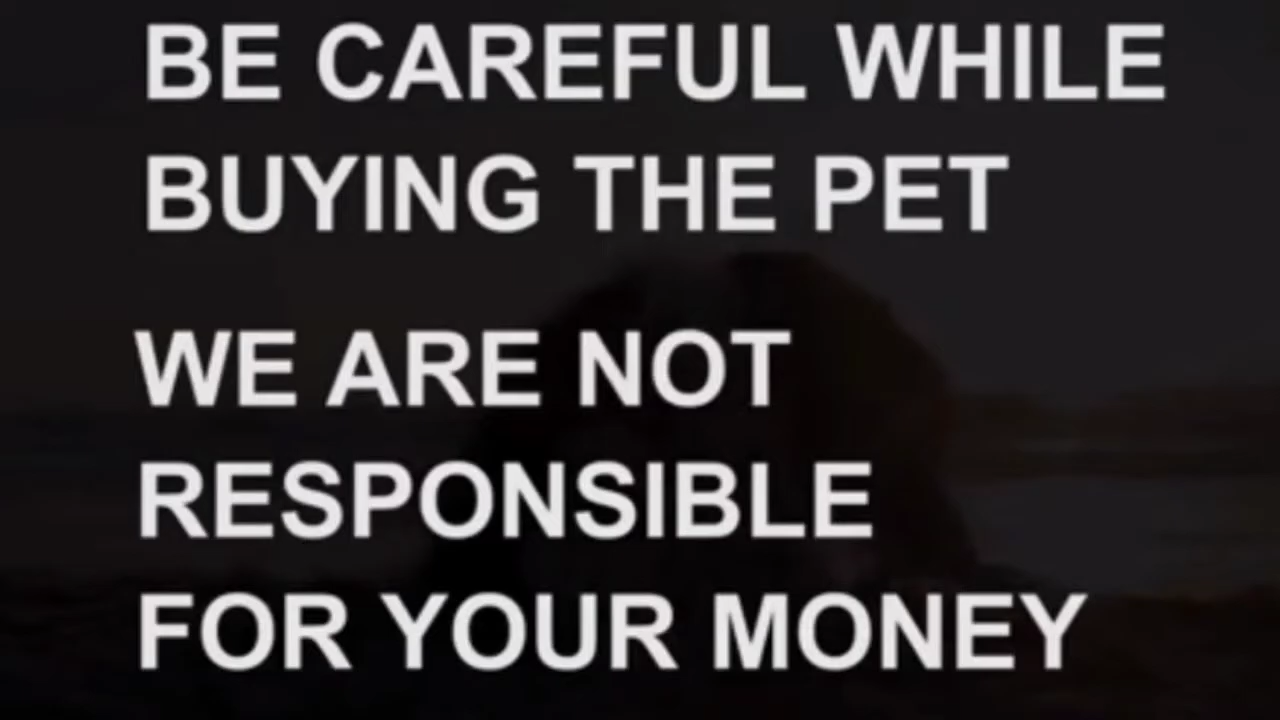 BE CAREFUL WHILE
BUYING THE PET
WE ARE NOT
RESPONSIBLE
FOR YOUR MONEY